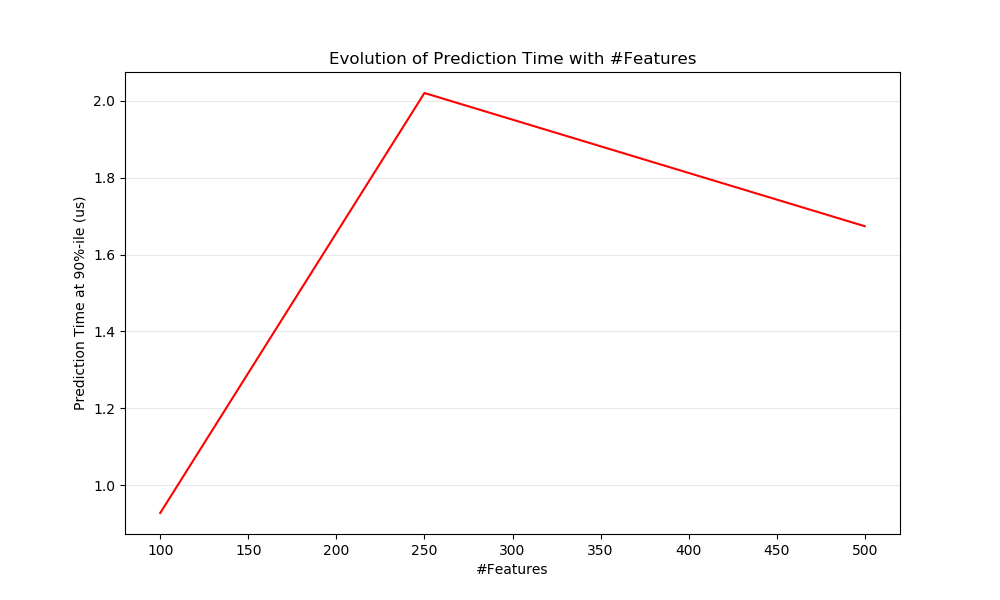 Evolution of Prediction Time with #Features
Prediction Time at 90%-ile (us)
2.0
1.8
1.6
1.4
1.2
1.0
100 150 200 250 300 350 400 450 500
#Features